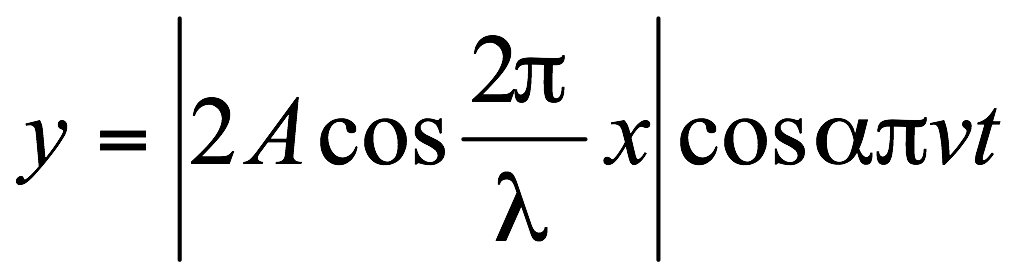 y = |2A cos 2π/λ x| cos απνt